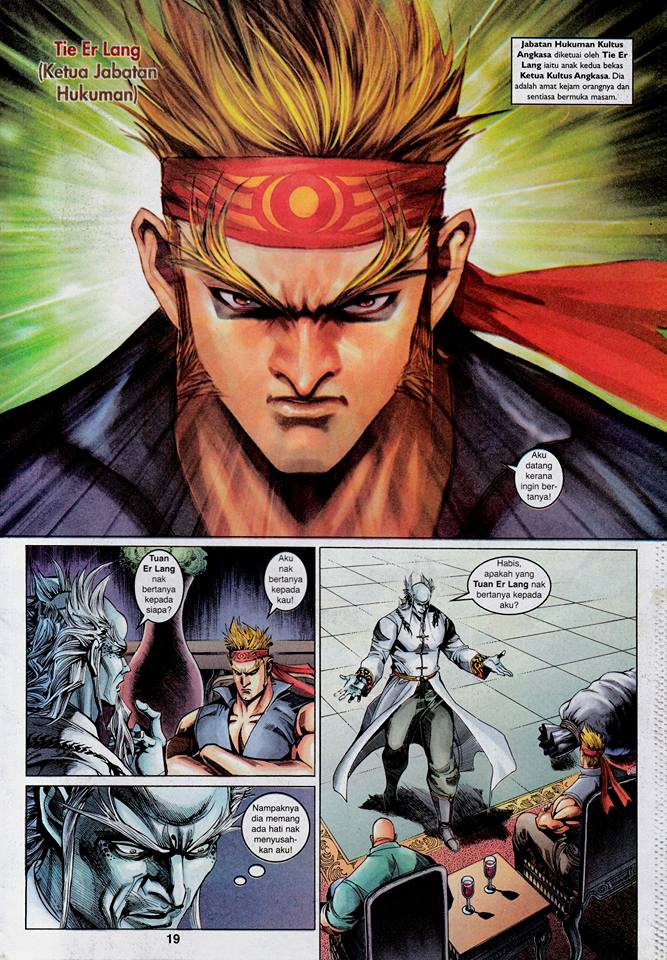 Tie Er Lang
(Ketua Jabatan
Hukuman)
Jabatan Hukuman Kultus
Angkasa diketuai oleh Tie Er
Lang iaitu anak kedua bekas
Ketua Kultus Angkasa. Dia
adalah amat kejam orangnya dan
sentiasa bermuka masam.
Aku
datang
kerana
ingin ber-
tanya!
Tuan
Er Lang
nak
bertanya
kepada
siapa?
Aku
nak
bertanya
kepada
kau!
Habis,
apakah yang
Tuan Er Lang nak
bertanya kepada
aku?
Nampaknya
dia memang
ada hati nak
menyusah-
kan aku!
19